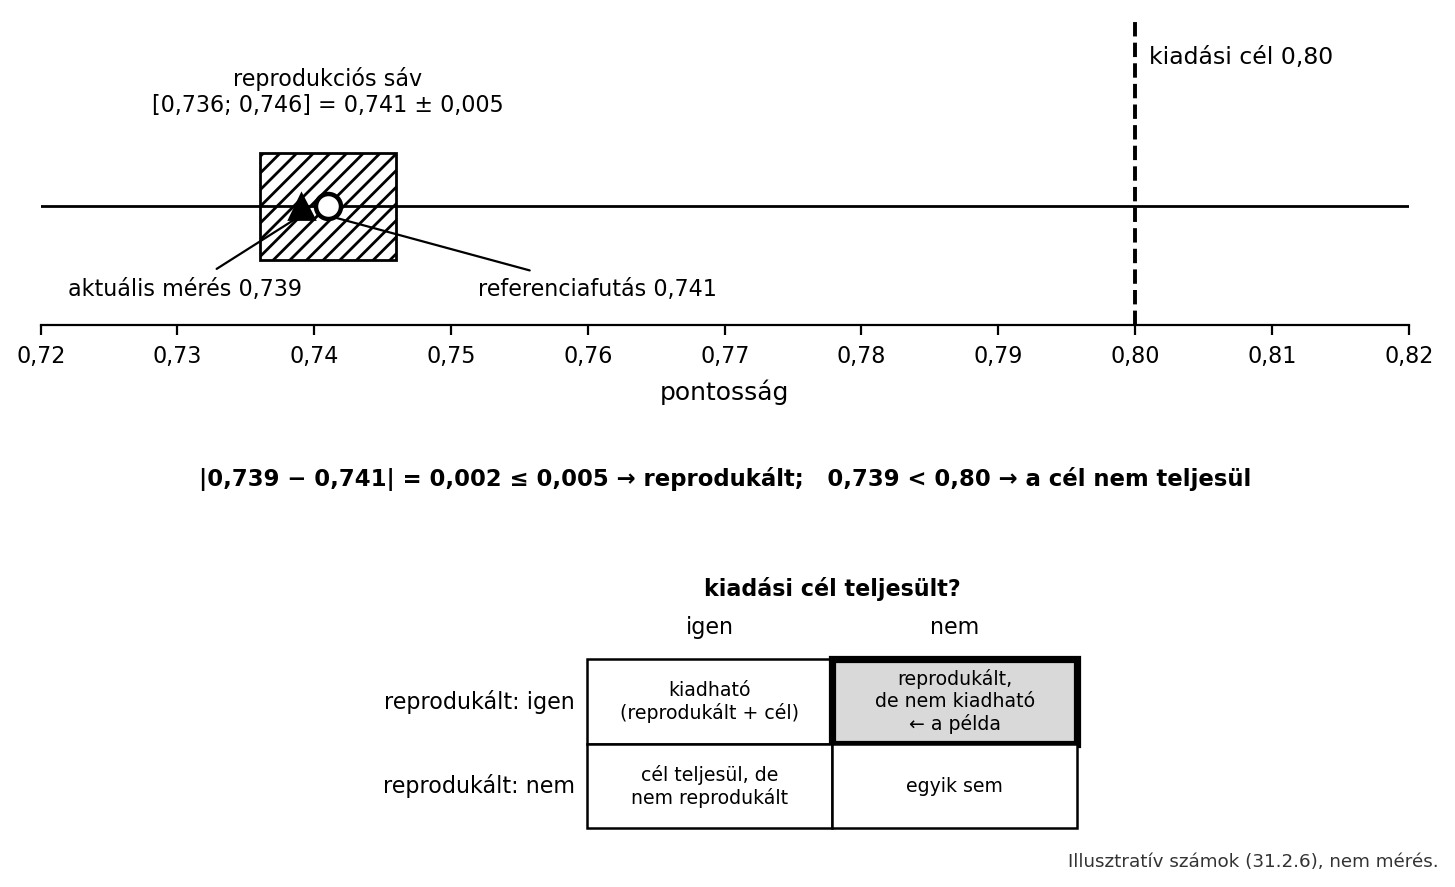 reprodukciós sáv
[0,736; 0,746] = 0,741 ± 0,005
kiadási cél 0,80
aktuális mérés 0,739
referenciafutás 0,741
0,72 0,73 0,74 0,75 0,76 0,77 0,78 0,79 0,80 0,81 0,82
pontosság
|0,739 − 0,741| = 0,002 ≤ 0,005 → reprodukált; 0,739 < 0,80 → a cél nem teljesül
kiadási cél teljesült?
igen nem
reprodukált: igen
kiadható
(reprodukált + cél)
reprodukált,
de nem kiadható
← a példa
reprodukált: nem
cél teljesül, de
nem reprodukált
egyik sem
Illusztratív számok (31.2.6), nem mérés.